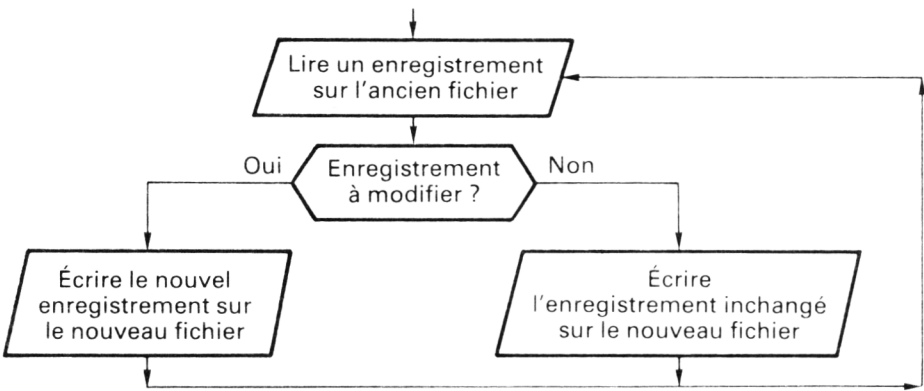 Lire un enregistrement
sur l'ancien fichier
Oui
Enregistrement
à modifier ?
Non
Écrire le nouvel
enregistrement sur
le nouveau fichier
Écrire
l'enregistrement inchangé
sur le nouveau fichier